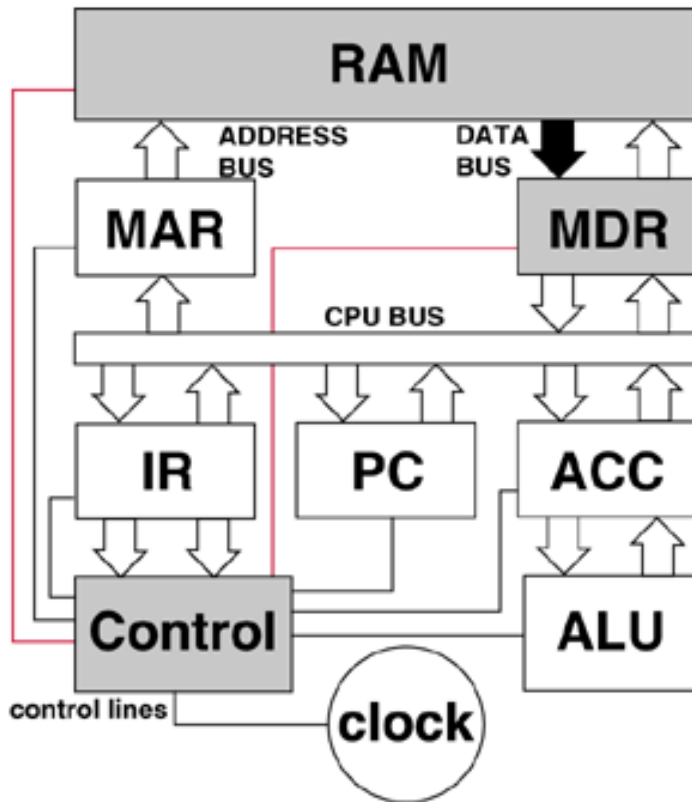 RAM
ADDRESS
BUS
DATA
BUS
MAR
MDR
CPU BUS
IR
PC
ACC
Control
ALU
control lines
clock